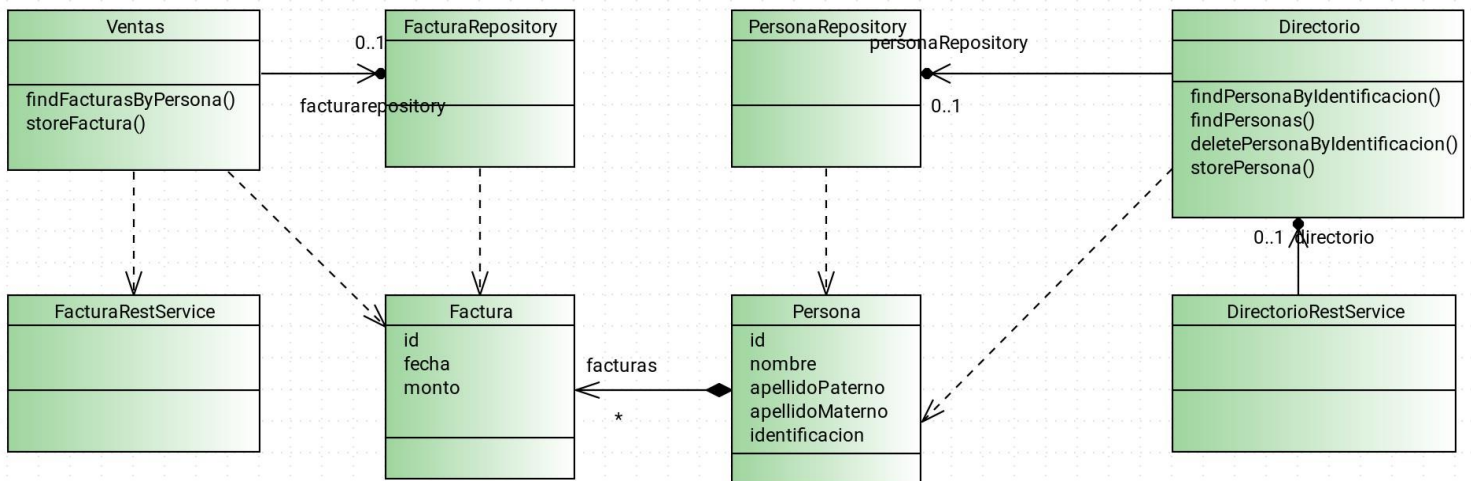 Ventas
findFacturasByPersona()
storeFactura()
0..1
facturarepository
FacturaRepository
PersonaRepository
personaRepository
0..1
Directorio
findPersonaByIdentificacion()
findPersonas()
deletePersonaByIdentificacion()
storePersona()
0..1 directorio
FacturaRestService
Factura
id
fecha
monto
facturas
*
Persona
id
nombre
apellidoPaterno
apellidoMaterno
identificacion
DirectorioRestService